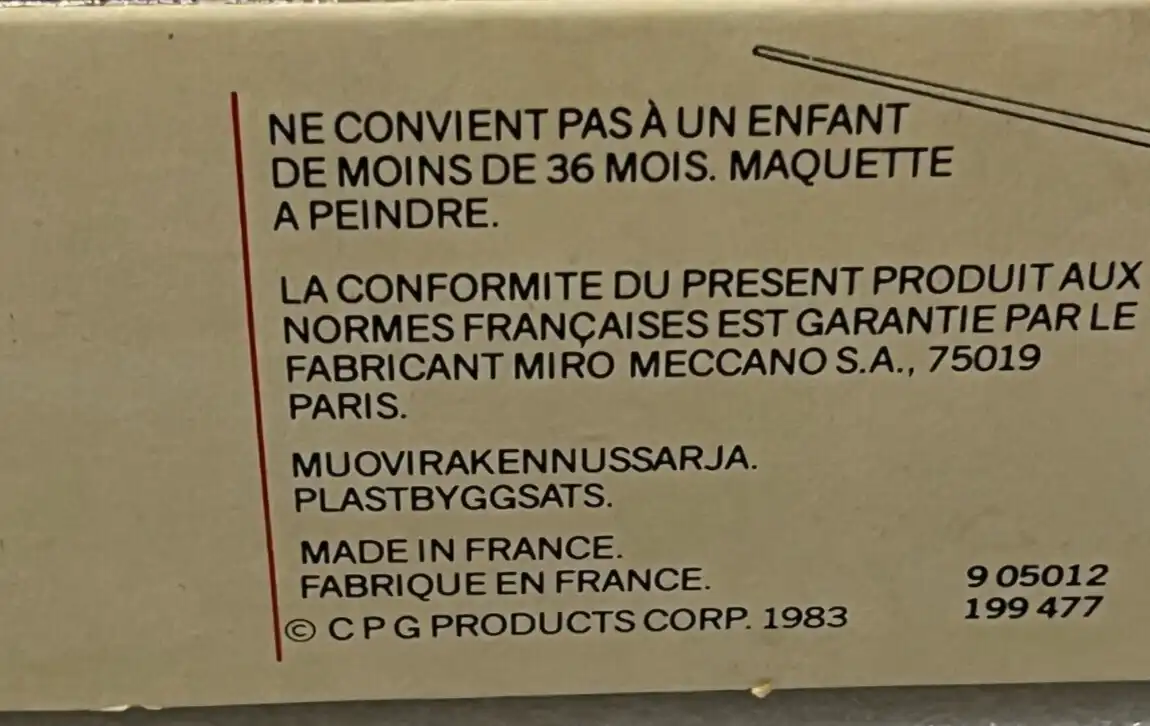 NE CONVIENT PAS À UN ENFANT
DE MOINS DE 36 MOIS. MAQUETTE
A PEINDRE.
LA CONFORMITE DU PRESENT PRODUIT AUX
NORMES FRANÇAISES EST GARANTIE PAR LE
FABRICANT MIRO MECCANO S.A., 75019
PARIS.
MUOVIRAKENNUSSARJA.
PLASTBYGGSATS.
MADE IN FRANCE.
FABRIQUE EN FRANCE.
© C P G PRODUCTS CORP. 1983
9 05012
199 477